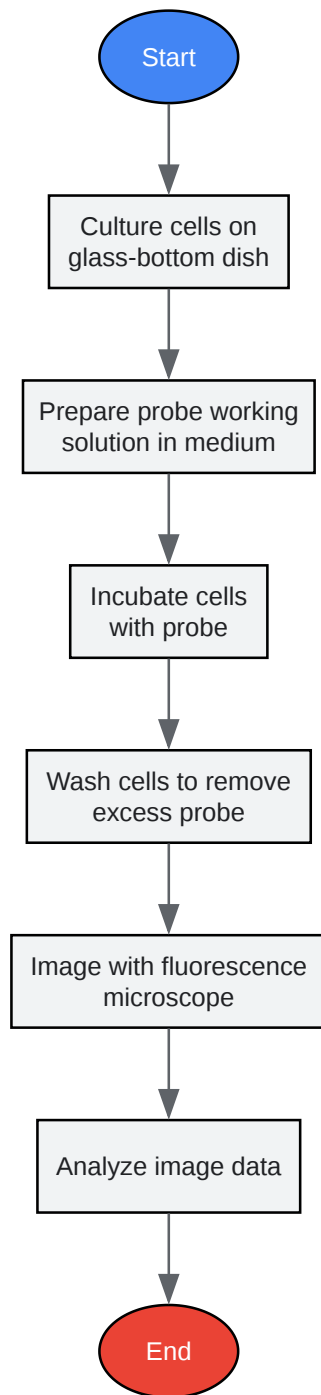 Start
Culture cells on
glass-bottom dish
Prepare probe working
solution in medium
Incubate cells
with probe
Wash cells to remove
excess probe
Image with fluorescence
microscope
Analyze image data
End